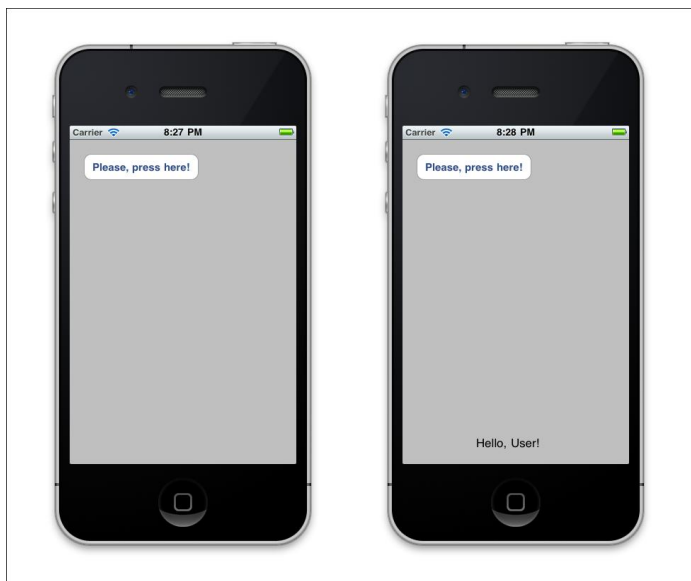 Carrier 8:27 PM
Please, press here!
Carrier 8:28 PM
Please, press here!
Hello, User!